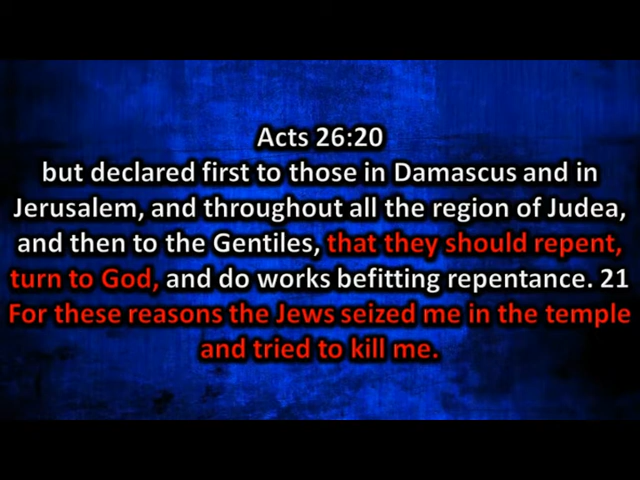 Acts 26:20
but declared first to those in Damascus and in
Jerusalem, and throughout all the region of Judea,
and then to the Gentiles, that they should repent,
turn to God, and do works befitting repentance. 21
For these reasons the Jews seized me in the temple
and tried to kill me.